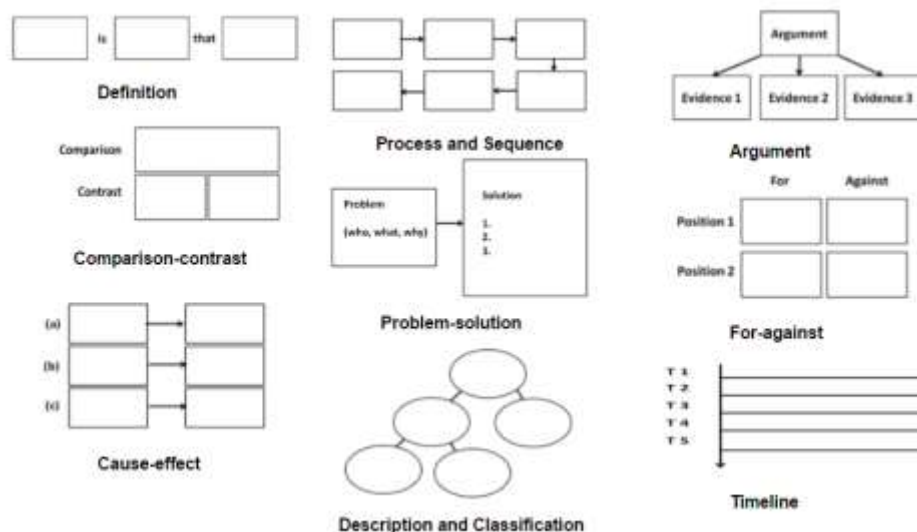 is that
Definition
Comparison
Contrast
Comparison-contrast
(a)
(b)
(c)
Cause-effect
Process and Sequence
Problem
(who, what, why)
Solution
1.
2.
3.
Problem-solution
Description and Classification
Argument
Evidence 1 Evidence 2 Evidence 3
Argument
For Against
Position 1
Position 2
For-against
T 1
T 2
T 3
T 4
T 5
Timeline